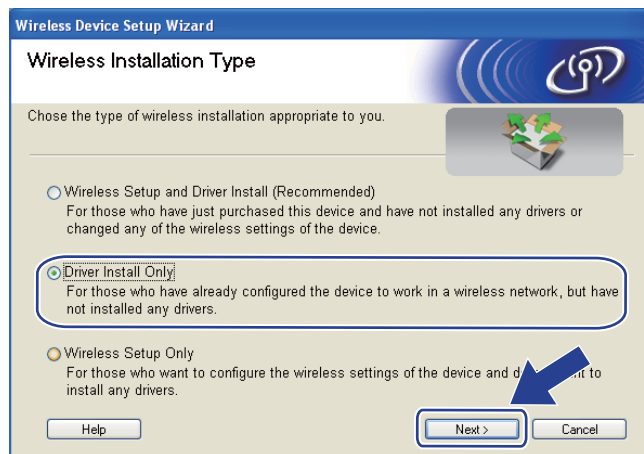 Wireless Device Setup Wizard
Wireless Installation Type
Chose the type of wireless installation appropriate to you.
Wireless Setup and Driver Install (Recommended)
For those who have just purchased this device and have not installed any drivers or
changed any of the wireless settings of the device.
Driver Install Only
For those who have already configured the device to work in a wireless network, but have
not installed any drivers.
Wireless Setup Only
For those who want to configure the wireless settings of the device and d nt to
install any drivers.
Help
Next >
Cancel